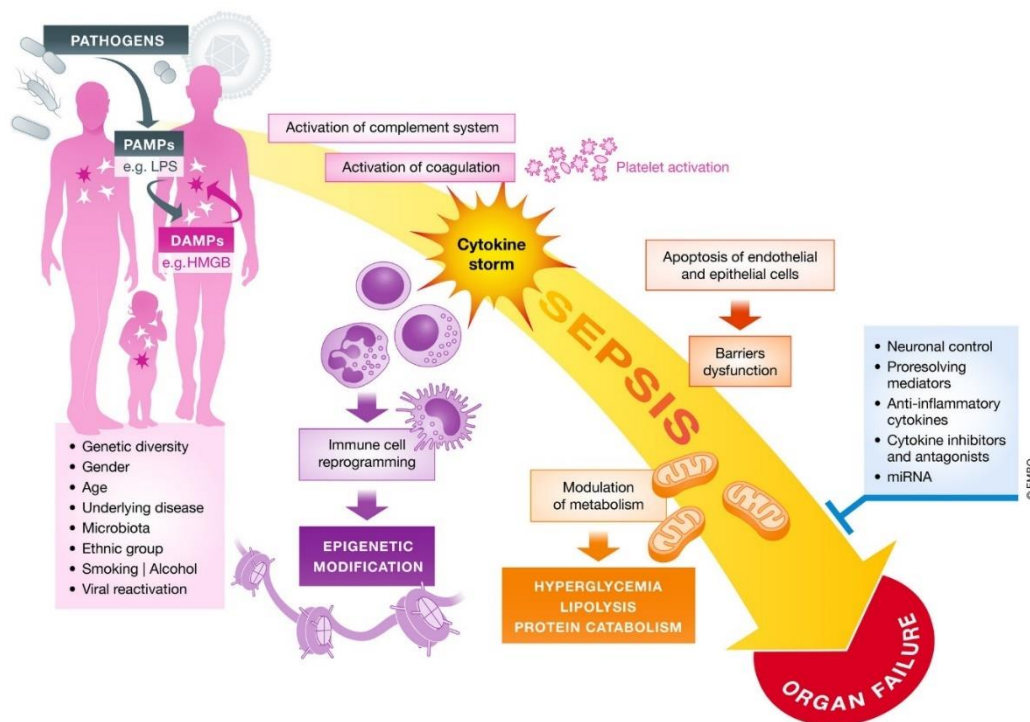 PATHOGENS
PAMPs
e.g. LPS
DAMPs
e.g.HMGB
• Genetic diversity
• Gender
• Age
• Underlying disease
• Microbiota
• Ethnic group
• Smoking | Alcohol
• Viral reactivation
Activation of complement system
Activation of coagulation
Platelet activation
Cytokine
storm
SEPSIS
Immune cell
reprogramming
EPIGENETIC
MODIFICATION
Apoptosis of endothelial
and epithelial cells
Barriers
dysfunction
Modulation
of metabolism
HYPERGLYCEMIA
LIPOLYSIS
PROTEIN CATABOLISM
• Neuronal control
• Proresolving
mediators
• Anti-inflammatory
cytokines
• Cytokine inhibitors
and antagonists
• miRNA
© EMBO
ORGAN FAILURE